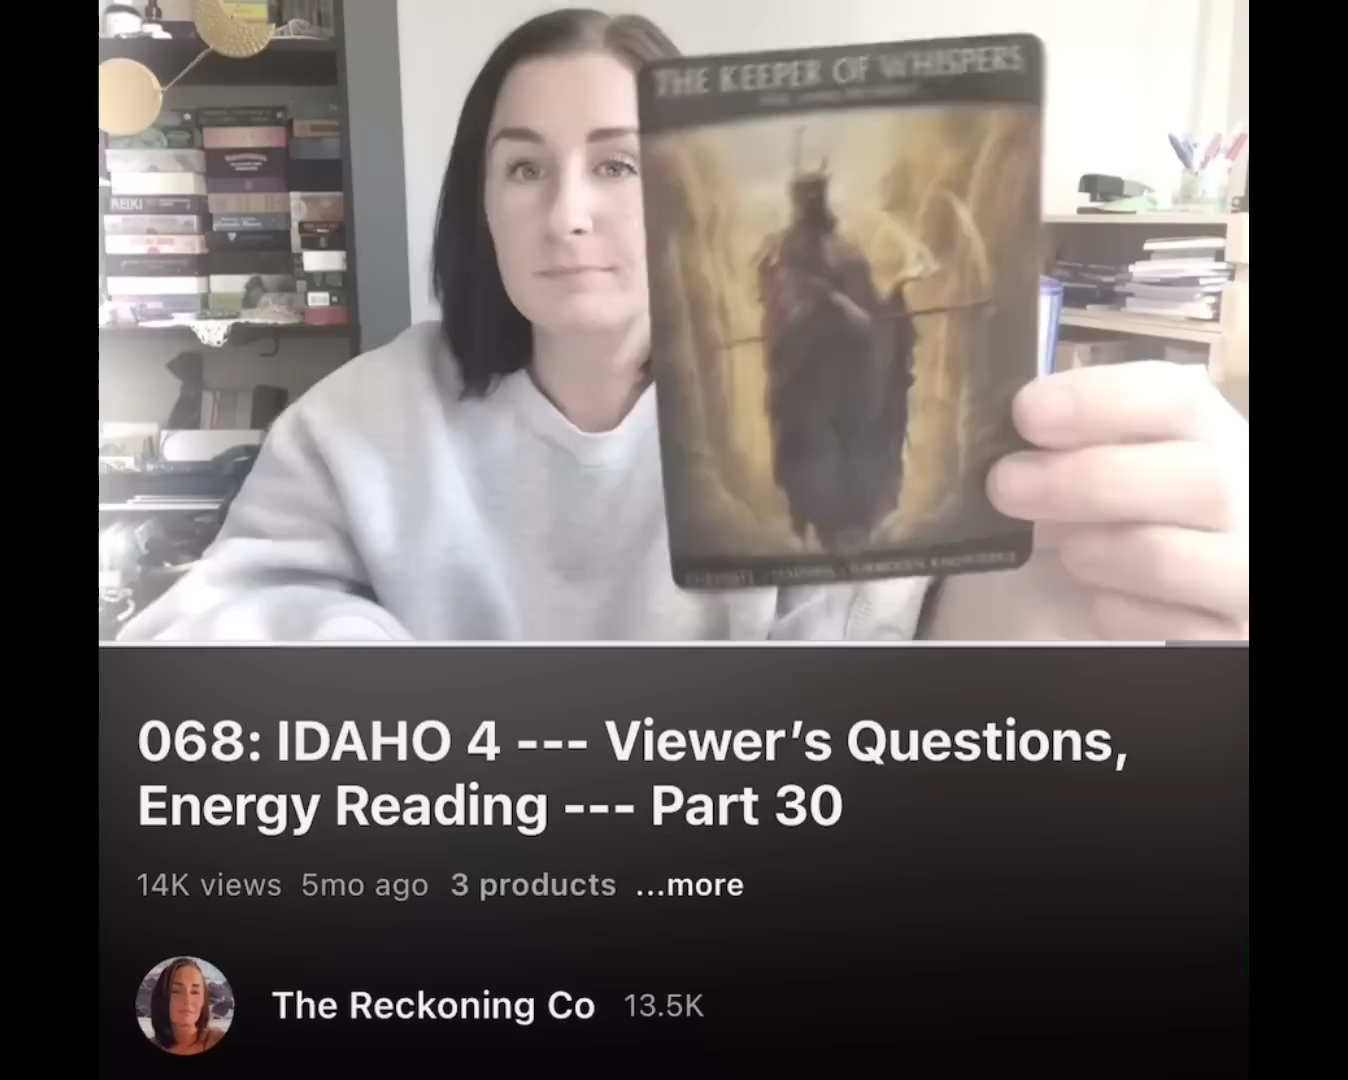 THE KEEPER OF WHISPERS
REIKI
068: IDAHO 4 --- Viewer’s Questions,
Energy Reading --- Part 30
14K views 5mo ago 3 products ...more
The Reckoning Co 13.5K